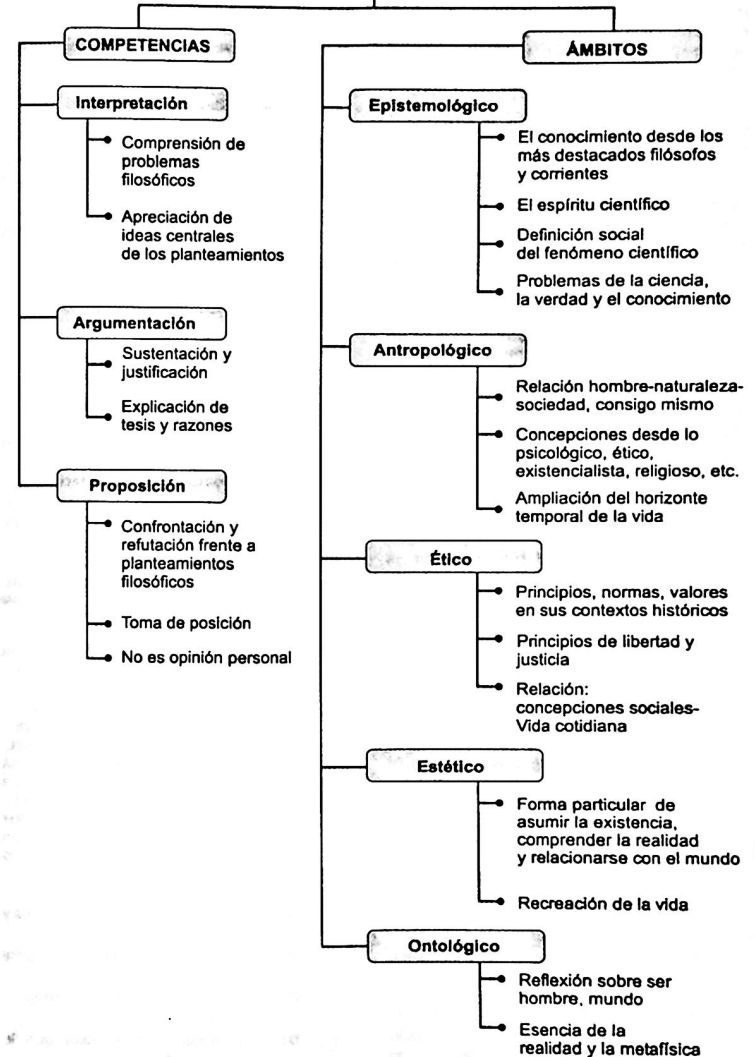 COMPETENCIAS
Interpretación
Comprensión de
problemas
filosóficos
Apreciación de
ideas centrales
de los planteamientos
Argumentación
Sustentación y
justificación
Explicación de
tesis y razones
Proposición
Confrontación y
refutación frente a
planteamientos
filosóficos
Toma de posición
No es opinión personal
ÁMBITOS
Epistemológico
El conocimiento desde los
más destacados filósofos
y corrientes
El espíritu científico
Definición social
del fenómeno científico
Problemas de la ciencia,
la verdad y el conocimiento
Antropológico
Relación hombre-naturaleza-
sociedad, consigo mismo
Concepciones desde lo
psicológico, ético,
existencialista, religioso, etc.
Ampliación del horizonte
temporal de la vida
Ético
Principios, normas, valores
en sus contextos históricos
Principios de libertad y
justicia
Relación:
concepciones sociales-
Vida cotidiana
Estético
Forma particular de
asumir la existencia,
comprender la realidad
y relacionarse con el mundo
Recreación de la vida
Ontológico
Reflexión sobre ser
hombre, mundo
Esencia de la
realidad y la metafísica